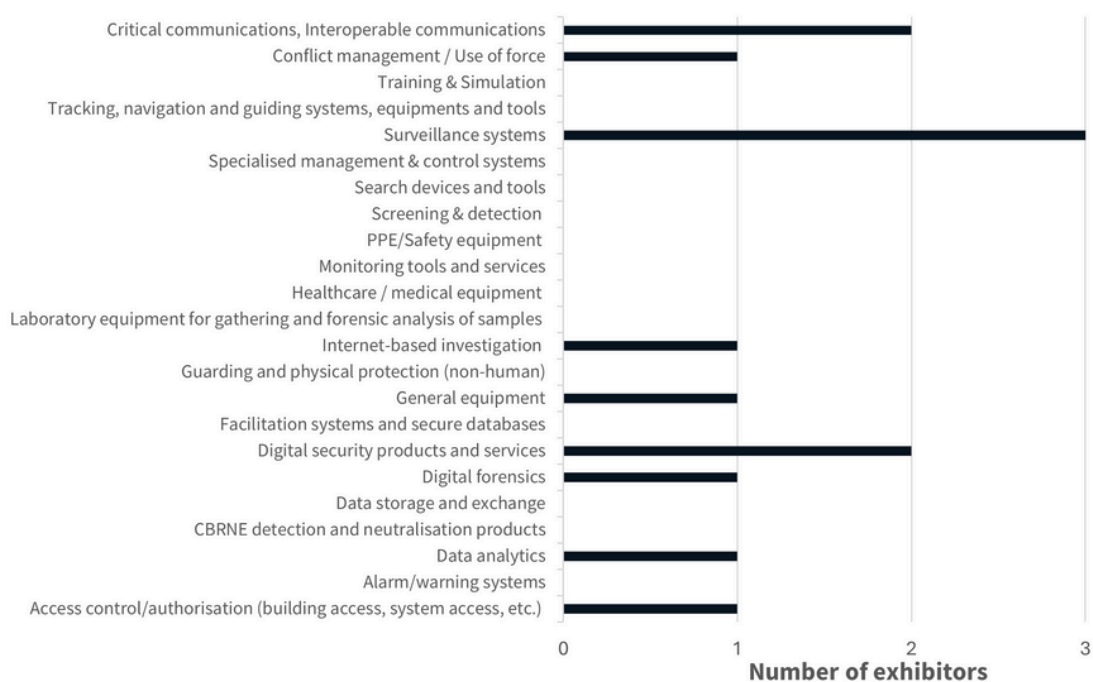 Critical communications, Interoperable communications
Conflict management / Use of force
Training & Simulation
Tracking, navigation and guiding systems, equipments and tools
Surveillance systems
Specialised management & control systems
Search devices and tools
Screening & detection
PPE/Safety equipment
Monitoring tools and services
Healthcare / medical equipment
Laboratory equipment for gathering and forensic analysis of samples
Internet-based investigation
Guarding and physical protection (non-human)
General equipment
Facilitation systems and secure databases
Digital security products and services
Digital forensics
Data storage and exchange
CBRNE detection and neutralisation products
Data analytics
Alarm/warning systems
Access control/authorisation (building access, system access, etc.)
0 1 2 3
Number of exhibitors